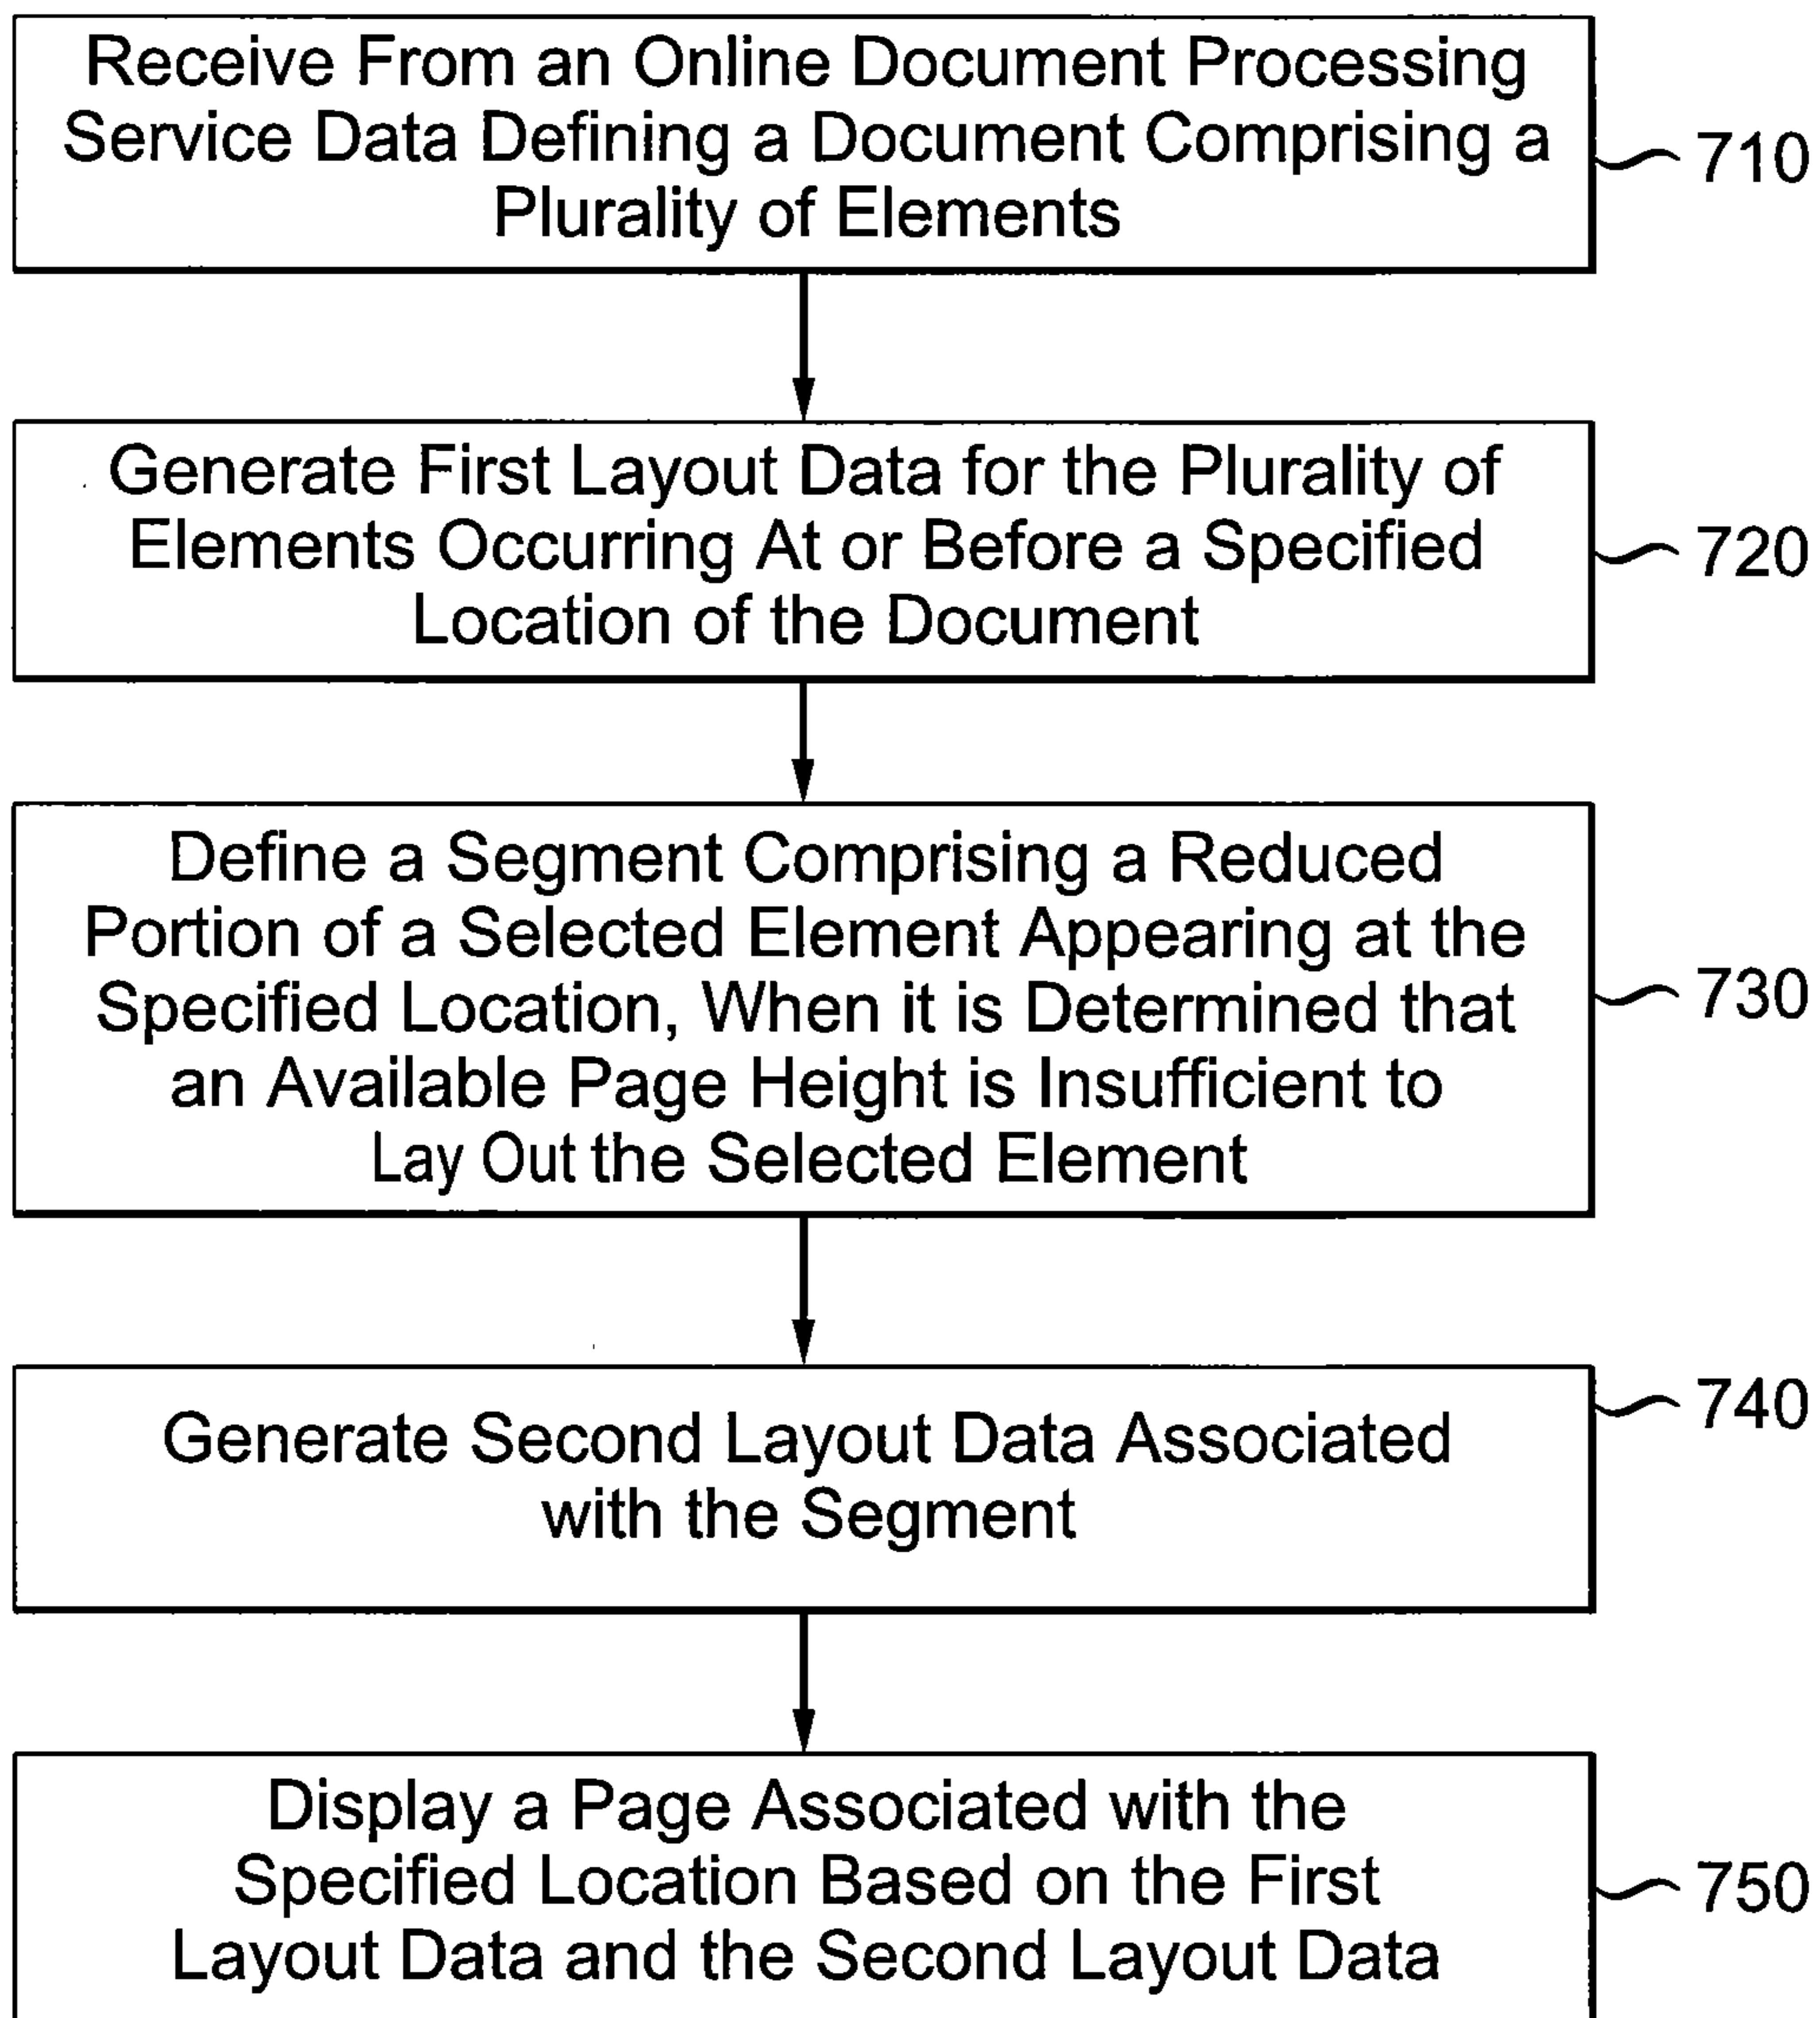 Receive From an Online Document Processing
Service Data Defining a Document Comprising a
Plurality of Elements
710
Generate First Layout Data for the Plurality of
Elements Occurring At or Before a Specified
Location of the Document
720
Define a Segment Comprising a Reduced
Portion of a Selected Element Appearing at the
Specified Location, When it is Determined that
an Available Page Height is Insufficient to
Lay Out the Selected Element
730
Generate Second Layout Data Associated
with the Segment
740
Display a Page Associated with the
Specified Location Based on the First
Layout Data and the Second Layout Data
750